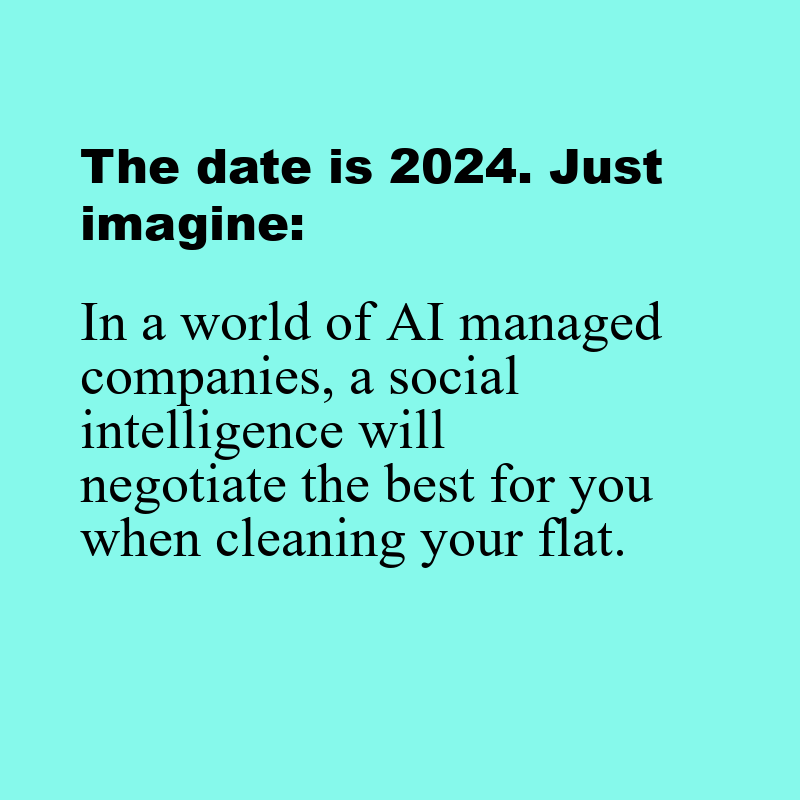 The date is 2024. Just
imagine:
In a world of AI managed
companies, a social
intelligence will
negotiate the best for you
when cleaning your flat.